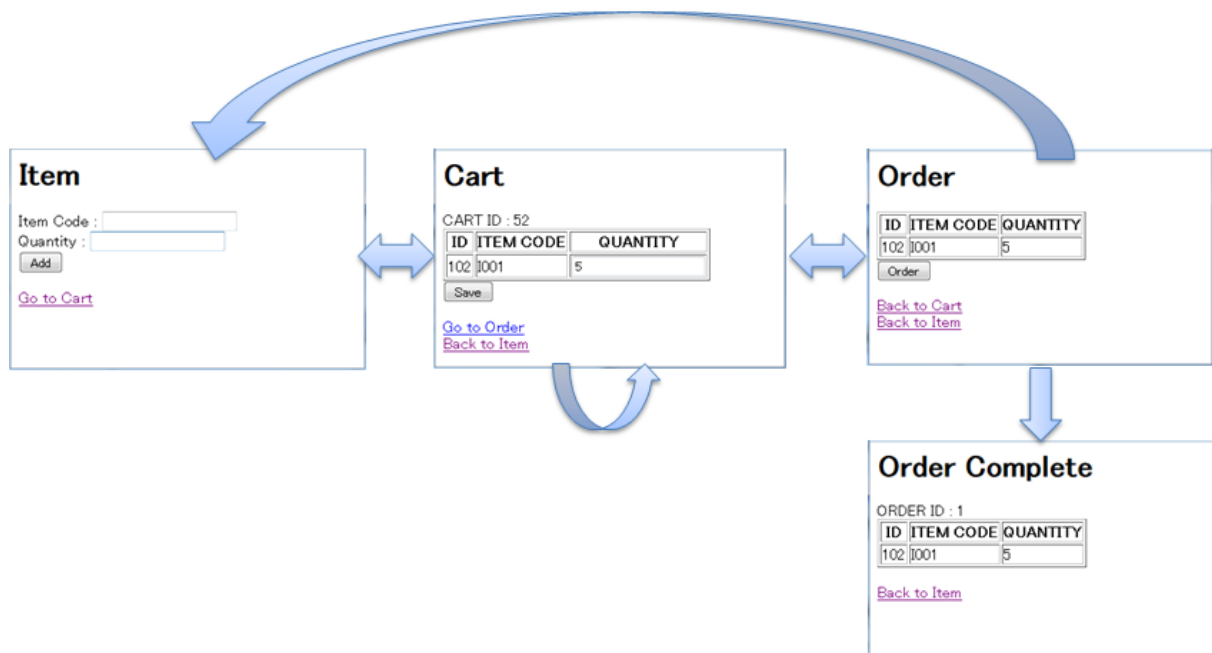 Item
Item Code :
Quantity :
Add
Go to Cart
Cart
CART ID : 52
ID ITEM CODE QUANTITY
102 I001 5
Save
Go to Order
Back to Item
Order
ID ITEM CODE QUANTITY
102 I001 5
Order
Back to Cart
Back to Item
Order Complete
ORDER ID : 1
ID ITEM CODE QUANTITY
102 I001 5
Back to Item